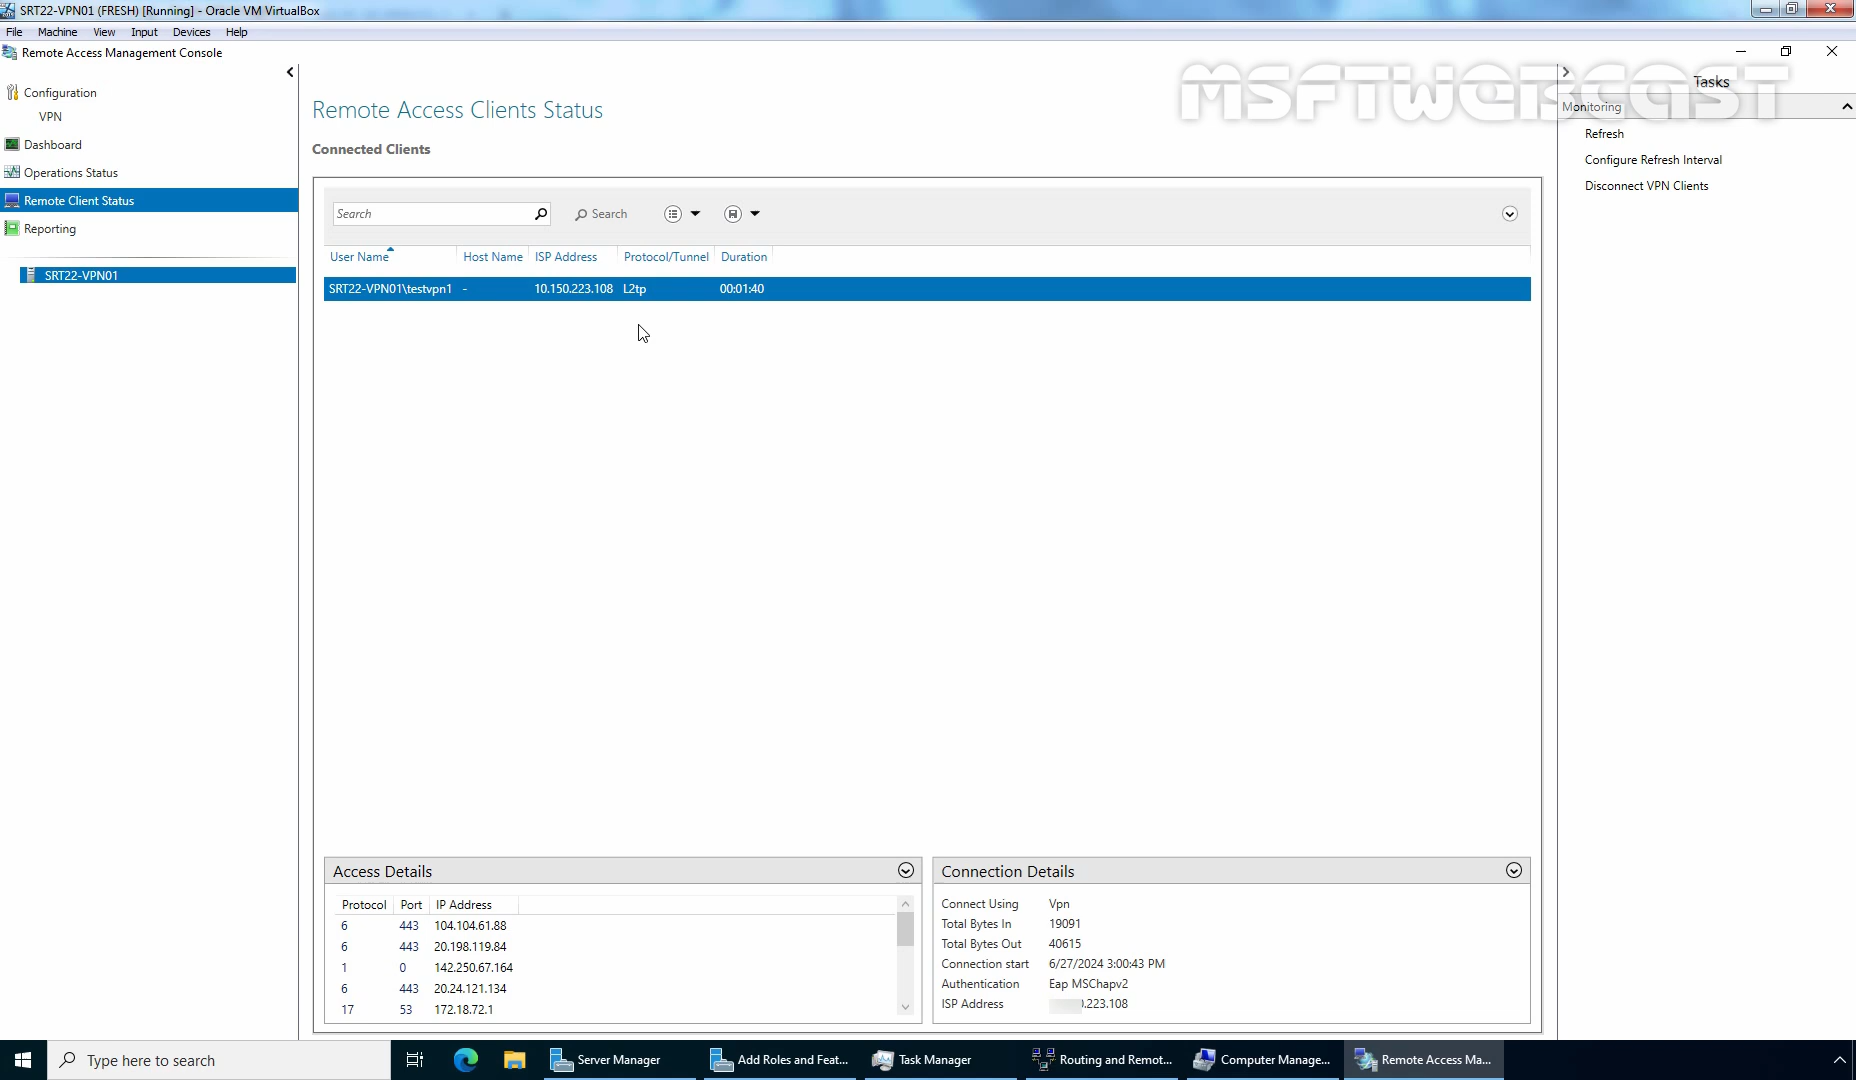 SRT22-VPN01 (FRESH) [Running] - Oracle VM VirtualBox
File Machine View Input Devices Help
Remote Access Management Console
MSFTWEBCAST
Configuration
VPN
Dashboard
Operations Status
Remote Client Status
Reporting
SRT22-VPN01
Remote Access Clients Status
Connected Clients
Search Search
User Name Host Name ISP Address Protocol/Tunnel Duration
SRT22-VPN01\testvpn1 - 10.150.223.108 L2tp 00:01:40
Access Details
Protocol Port IP Address
6 443 104.104.61.88
6 443 20.198.119.84
1 0 142.250.67.164
6 443 20.24.121.134
17 53 172.18.72.1
Connection Details
Connect Using Vpn
Total Bytes In 19091
Total Bytes Out 40615
Connection start 6/27/2024 3:00:43 PM
Authentication Eap MSChapv2
ISP Address .223.108
Tasks
Monitoring
Refresh
Configure Refresh Interval
Disconnect VPN Clients
Type here to search
Server Manager
Add Roles and Feat...
Task Manager
Routing and Remot...
Computer Manage...
Remote Access Ma...